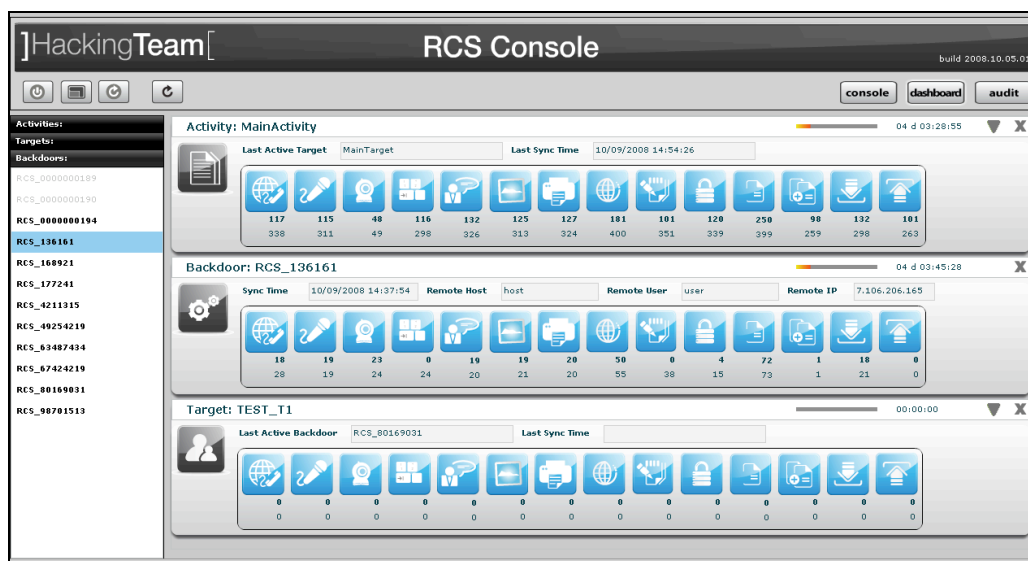 ]HackingTeam[
RCS Console
build 2008.10.05.01
console dashboard audit
Activities:
Targets:
Backdoors:
RCS_0000000189
RCS_0000000190
RCS_0000000194
RCS_136161
RCS_168921
RCS_177241
RCS_4211315
RCS_49254219
RCS_63487434
RCS_67424219
RCS_80169031
RCS_98701513
Activity: MainActivity 04 d 03:28:55 X
Last Active Target MainTarget Last Sync Time 10/09/2008 14:54:26
117 115 48 116 132 125 127 181 101 120 250 98 132 101
338 311 49 298 326 313 324 400 351 339 399 259 298 263
Backdoor: RCS_136161 04 d 03:45:28 X
Sync Time 10/09/2008 14:37:54 Remote Host host Remote User user Remote IP 7.106.206.165
18 19 23 0 19 19 20 50 0 4 72 1 18 0
28 19 24 24 20 21 20 55 38 15 73 1 21 0
Target: TEST_T1 00:00:00 X
Last Active Backdoor RCS_80169031 Last Sync Time
0 0 0 0 0 0 0 0 0 0 0 0 0 0
0 0 0 0 0 0 0 0 0 0 0 0 0 0